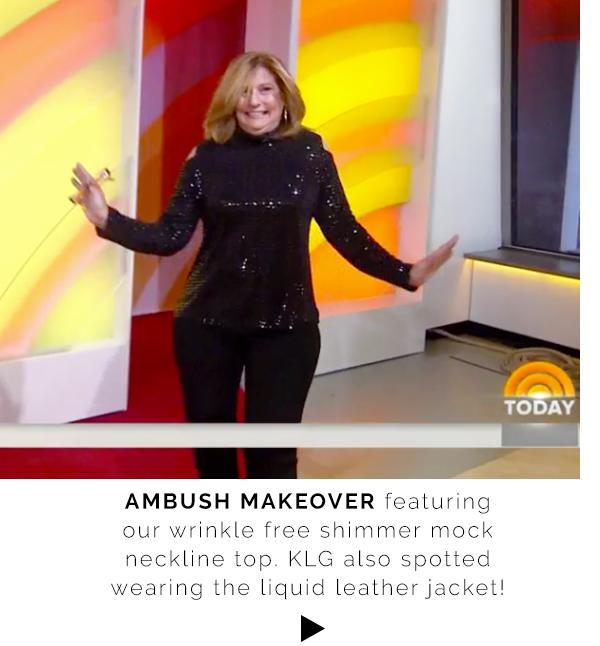 TODAY
AMBUSH MAKEOVER featuring
our wrinkle free shimmer mock
neckline top. KLG also spotted
wearing the liquid leather jacket!